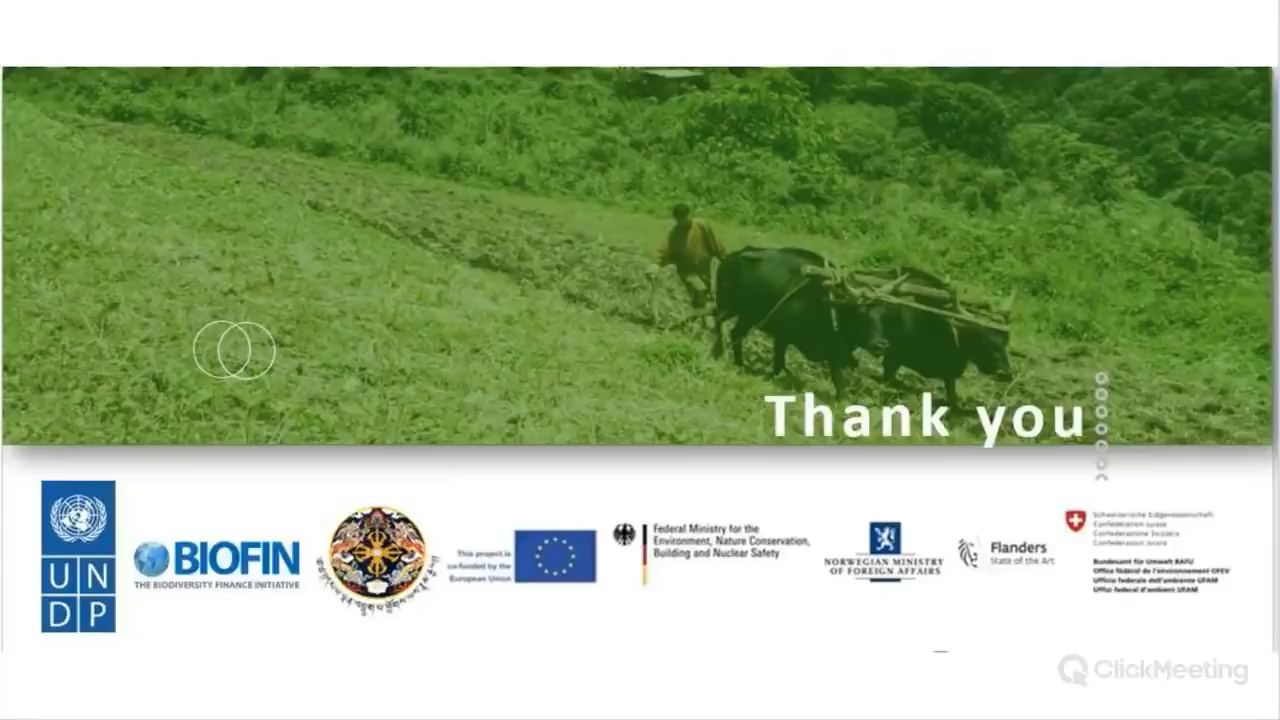 Thank you
UN
DP
BIOFIN
THE BIODIVERSITY FINANCE INITIATIVE
This project is
co-funded by the
European Union
Federal Ministry for the
Environment, Nature Conservation,
Building and Nuclear Safety
NORWEGIAN MINISTRY
OF FOREIGN AFFAIRS
Flanders
State of the Art
Schweizerische Eidgenossenschaft
Confédération suisse
Confederazione Svizzera
Confederaziun svizra
Bundesamt für Umwelt BAFU
Office fédéral de l'environnement OFEV
Ufficio federale dell'ambiente UFAM
Uffizi federal d'ambient UFAM
ClickMeeting